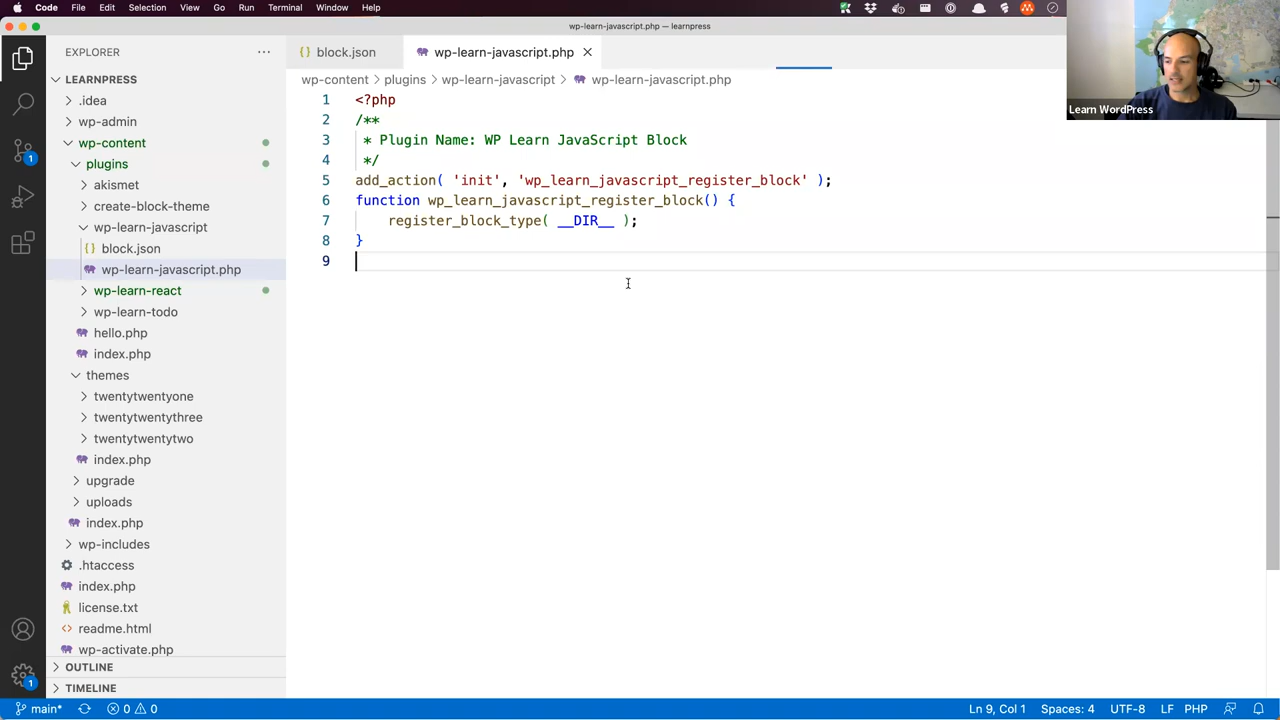 Code File Edit Selection View Go Run Terminal Window Help
wp-learn-javascript.php — learnpress
EXPLORER
LEARNPRESS
.idea
wp-admin
wp-content
plugins
akismet
create-block-theme
wp-learn-javascript
block.json
wp-learn-javascript.php
wp-learn-react
wp-learn-todo
hello.php
index.php
themes
twentytwentyone
twentytwentythree
twentytwentytwo
index.php
upgrade
uploads
index.php
wp-includes
.htaccess
index.php
license.txt
readme.html
wp-activate.php
OUTLINE
TIMELINE
1
1
block.json
wp-learn-javascript.php
wp-content > plugins > wp-learn-javascript > wp-learn-javascript.php
1 <?php
2 /**
3 * Plugin Name: WP Learn JavaScript Block
4 */
5 add_action( 'init', 'wp_learn_javascript_register_block' );
6 function wp_learn_javascript_register_block() {
7 register_block_type( __DIR__ );
8 }
9
Learn WordPress
main* 0 0 Ln 9, Col 1 Spaces: 4 UTF-8 LF PHP